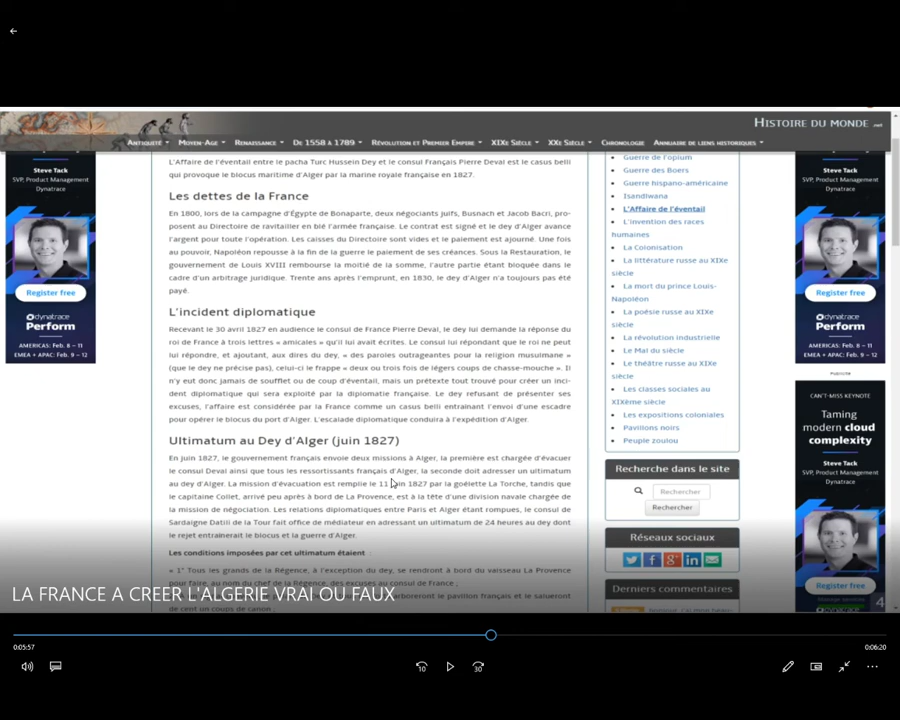 HISTOIRE DU MONDE .net
ANTIQUITÉ MOYEN-AGE RENAISSANCE DE 1558 À 1789 RÉVOLUTION ET PREMIER EMPIRE XIXE SIÈCLE XXE SIÈCLE CHRONOLOGIE ANNUAIRE DE LIENS HISTORIQUES
Steve Tack
SVP, Product Management
Dynatrace
Register free
dynatrace
Perform
AMERICAS: Feb. 8 – 11
EMEA + APAC: Feb. 9 – 12
L'Affaire de l'éventail entre le pacha Turc Hussein Dey et le consul Français Pierre Deval est le casus belli
qui provoque le blocus maritime d'Alger par la marine royale française en 1827.
Les dettes de la France
En 1800, lors de la campagne d'Égypte de Bonaparte, deux négociants juifs, Busnach et Jacob Bacri, pro-
posent au Directoire de ravitailler en blé l'armée française. Le contrat est signé et le dey d'Alger avance
l'argent pour toute l'opération. Les caisses du Directoire sont vides et le paiement est ajourné. Une fois
au pouvoir, Napoléon repousse à la fin de la guerre le paiement de ses créances. Sous la Restauration, le
gouvernement de Louis XVIII rembourse la moitié de la somme, l'autre partie étant bloquée dans le
cadre d'un arbitrage juridique. Trente ans après l'emprunt, en 1830, le dey d'Alger n'a toujours pas été
payé.
L'incident diplomatique
Recevant le 30 avril 1827 en audience le consul de France Pierre Deval, le dey lui demande la réponse du
roi de France à trois lettres « amicales » qu'il lui avait écrites. Le consul lui répondant que le roi ne peut
lui répondre, et ajoutant, aux dires du dey, « des paroles outrageantes pour la religion musulmane »
(que le dey ne précise pas), celui-ci le frappe « deux ou trois fois de légers coups de chasse-mouche ». Il
n'y eut donc jamais de soufflet ou de coup d'éventail, mais un prétexte tout trouvé pour créer un inci-
dent diplomatique qui sera exploité par la diplomatie française. Le dey refusant de présenter ses
excuses, l'affaire est considérée par la France comme un casus belli entrainant l'envoi d'une escadre
pour opérer le blocus du port d'Alger. L'escalade diplomatique conduira à l'expédition d'Alger.
Ultimatum au Dey d'Alger (juin 1827)
En juin 1827, le gouvernement français envoie deux missions à Alger, la première est chargée d'évacuer
le consul Deval ainsi que tous les ressortissants français d'Alger, la seconde doit adresser un ultimatum
au dey d'Alger. La mission d'évacuation est remplie le 11 juin 1827 par la goélette La Torche, tandis que
le capitaine Collet, arrivé peu après à bord de La Provence, est à la tête d'une division navale chargée de
la mission de négociation. Les relations diplomatiques entre Paris et Alger étant rompues, le consul de
Sardaigne Datili de la Tour fait office de médiateur en adressant un ultimatum de 24 heures au dey dont
le rejet entrainerait le blocus et la guerre d'Alger.
Les conditions imposées par cet ultimatum étaient :
« 1° Tous les grands de la Régence, à l'exception du dey, se rendront à bord du vaisseau La Provence
pour faire, au nom du chef de la Régence, des excuses au consul de France ;
arboreront le pavillon français et le salueront
de cent un coups de canon ;
Guerre de l'opium
Guerre des Boers
Guerre hispano-américaine
Isandlwana
L'Affaire de l'éventail
L'invention des races
humaines
La Colonisation
La littérature russe au XIXe
siècle
La mort du prince Louis-
Napoléon
La poésie russe au XIXe
siècle
La révolution industrielle
Le Mal du siècle
Le théâtre russe au XIXe
siècle
Les classes sociales au
XIXème siècle
Les expositions coloniales
Pavillons noirs
Peuple zoulou
Recherche dans le site
Rechercher
Rechercher
Réseaux sociaux
Derniers commentaires
Steve Tack
SVP, Product Management
Dynatrace
Register free
dynatrace
Perform
AMERICAS: Feb. 8 – 11
EMEA + APAC: Feb. 9 – 12
Publicité
CAN'T-MISS KEYNOTE
Taming
modern cloud
complexity
Steve Tack
SVP, Product Management
Dynatrace
Register free
4
LA FRANCE A CREER L'ALGERIE VRAI OU FAUX
0:05:57
0:06:20
10
30